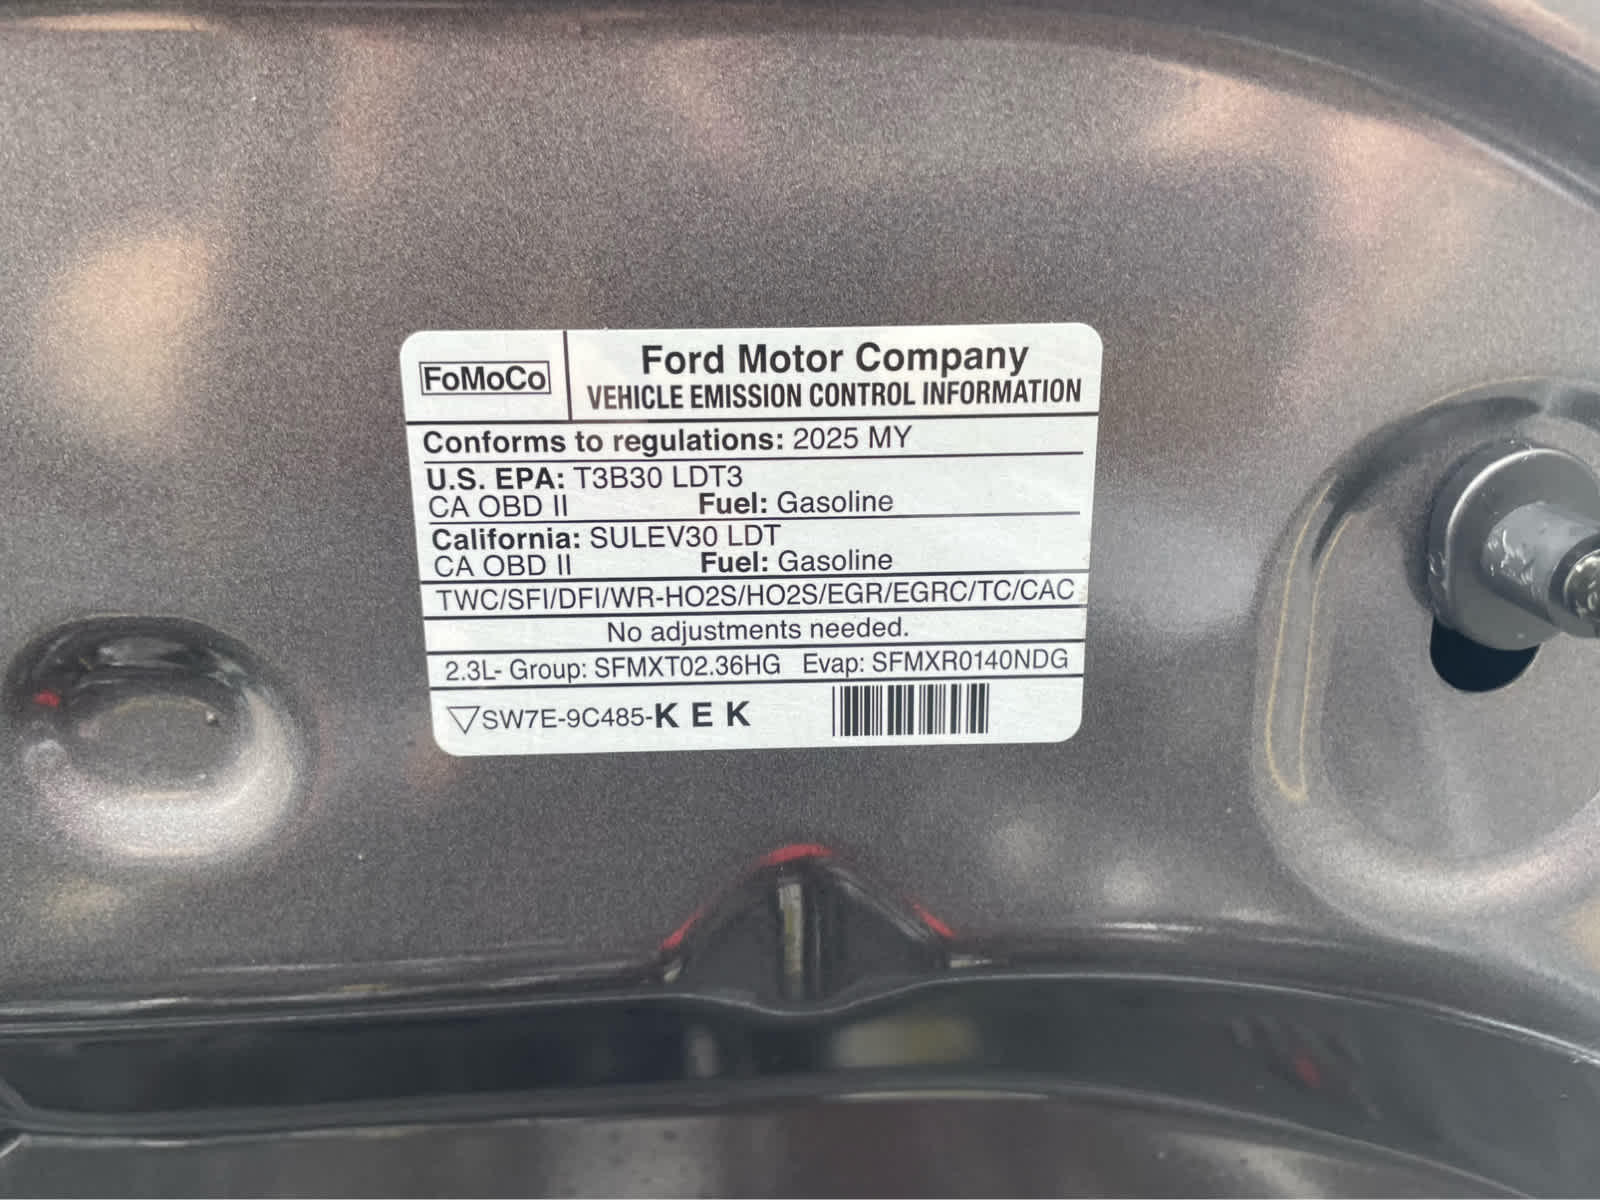 FoMoCo
Ford Motor Company
VEHICLE EMISSION CONTROL INFORMATION
Conforms to regulations: 2025 MY
U.S. EPA: T3B30 LDT3
CA OBD II Fuel: Gasoline
California: SULEV30 LDT
CA OBD II Fuel: Gasoline
TWC/SFI/DFI/WR-HO2S/HO2S/EGR/EGRC/TC/CAC
No adjustments needed.
2.3L- Group: SFMXT02.36HG Evap: SFMXR0140NDG
SW7E-9C485-K E K